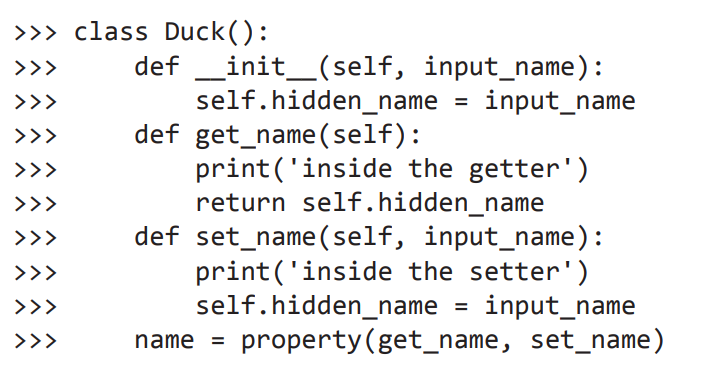 >>> class Duck():
>>>     def __init__(self, input_name):
>>>         self.hidden_name = input_name
>>>     def get_name(self):
>>>         print('inside the getter')
>>>         return self.hidden_name
>>>     def set_name(self, input_name):
>>>         print('inside the setter')
>>>         self.hidden_name = input_name
>>>     name = property(get_name, set_name)